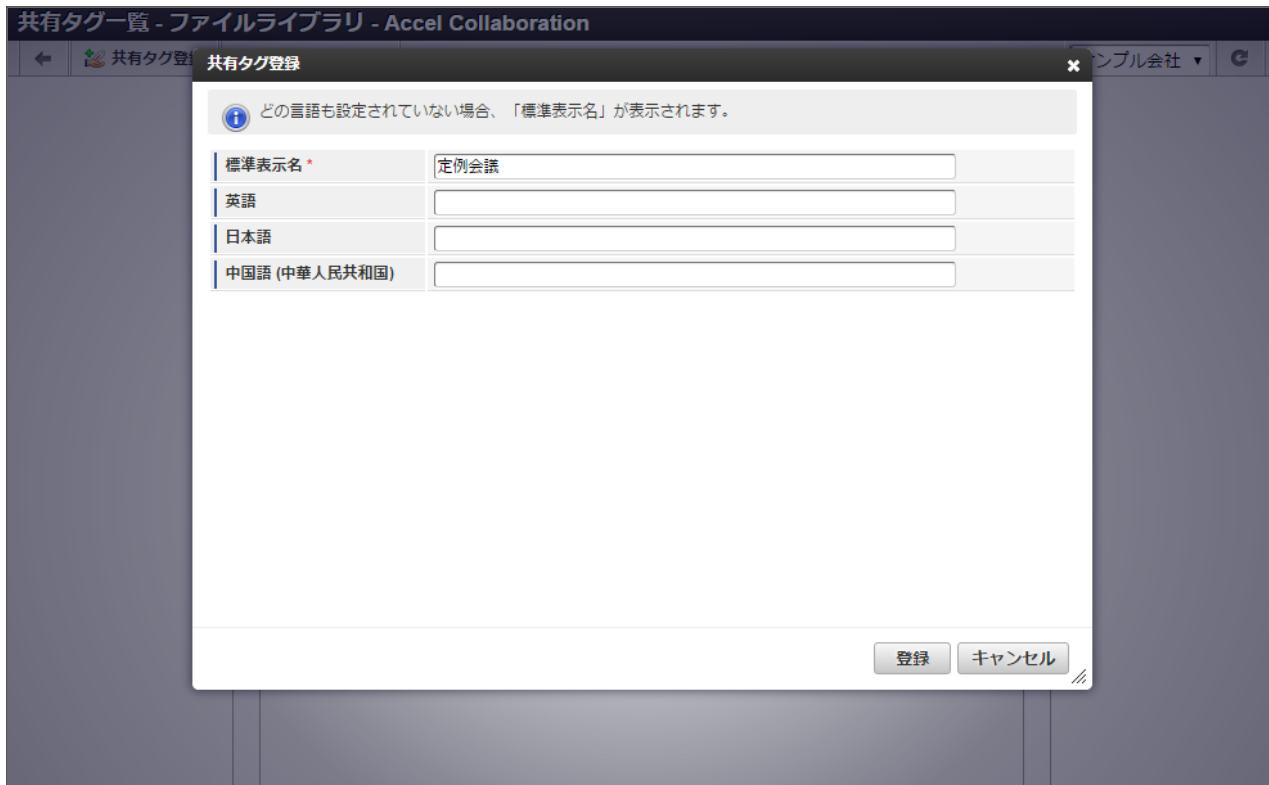 共有タグ一覧 - ファイルライブラリ - Accel Collaboration
共有タグ登
ンプル会社
共有タグ登録
どの言語も設定されていない場合、「標準表示名」が表示されます。
標準表示名 * 定例会議
英語
日本語
中国語 (中華人民共和国)
登録 キャンセル